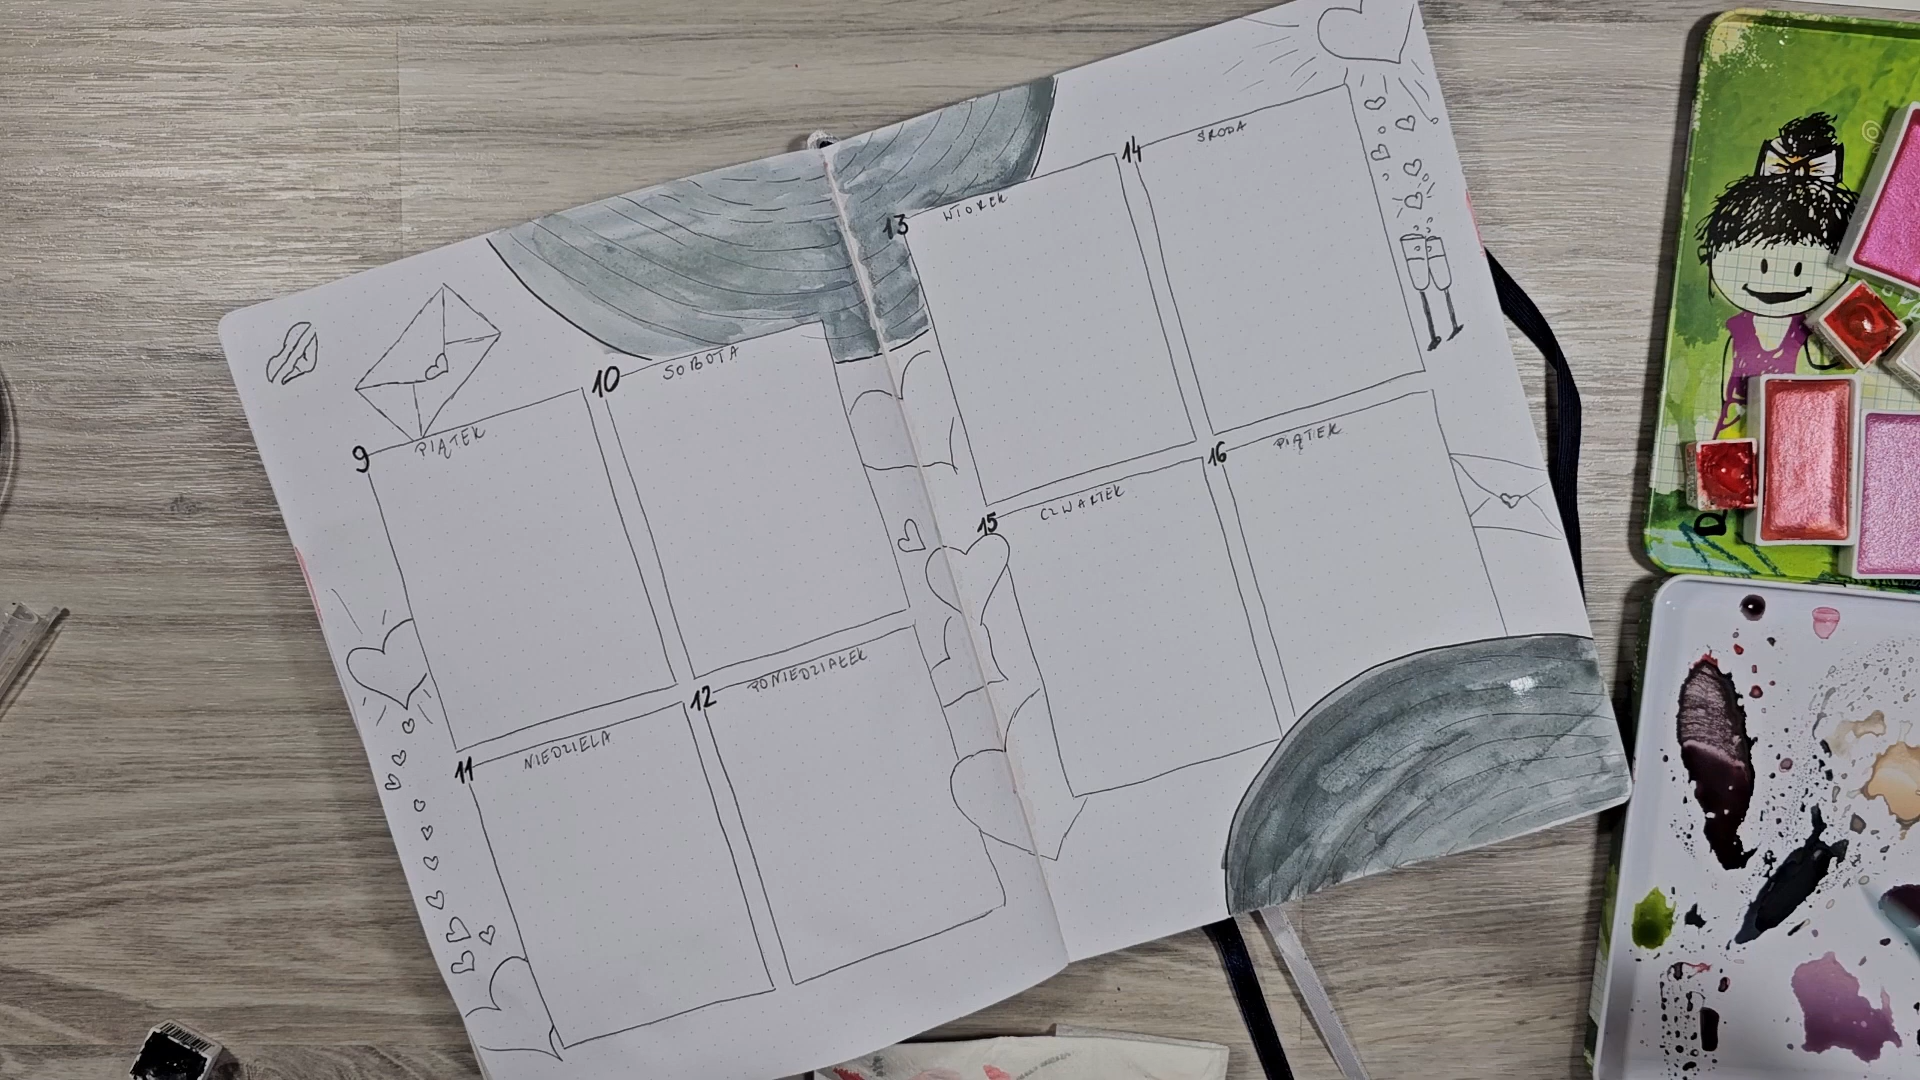 9
PIĄTEK
10
SOBOTA
11
NIEDZIELA
12
PONIEDZIAŁEK
13
WTOREK
14
ŚRODA
15
CZWARTEK
16
PIĄTEK